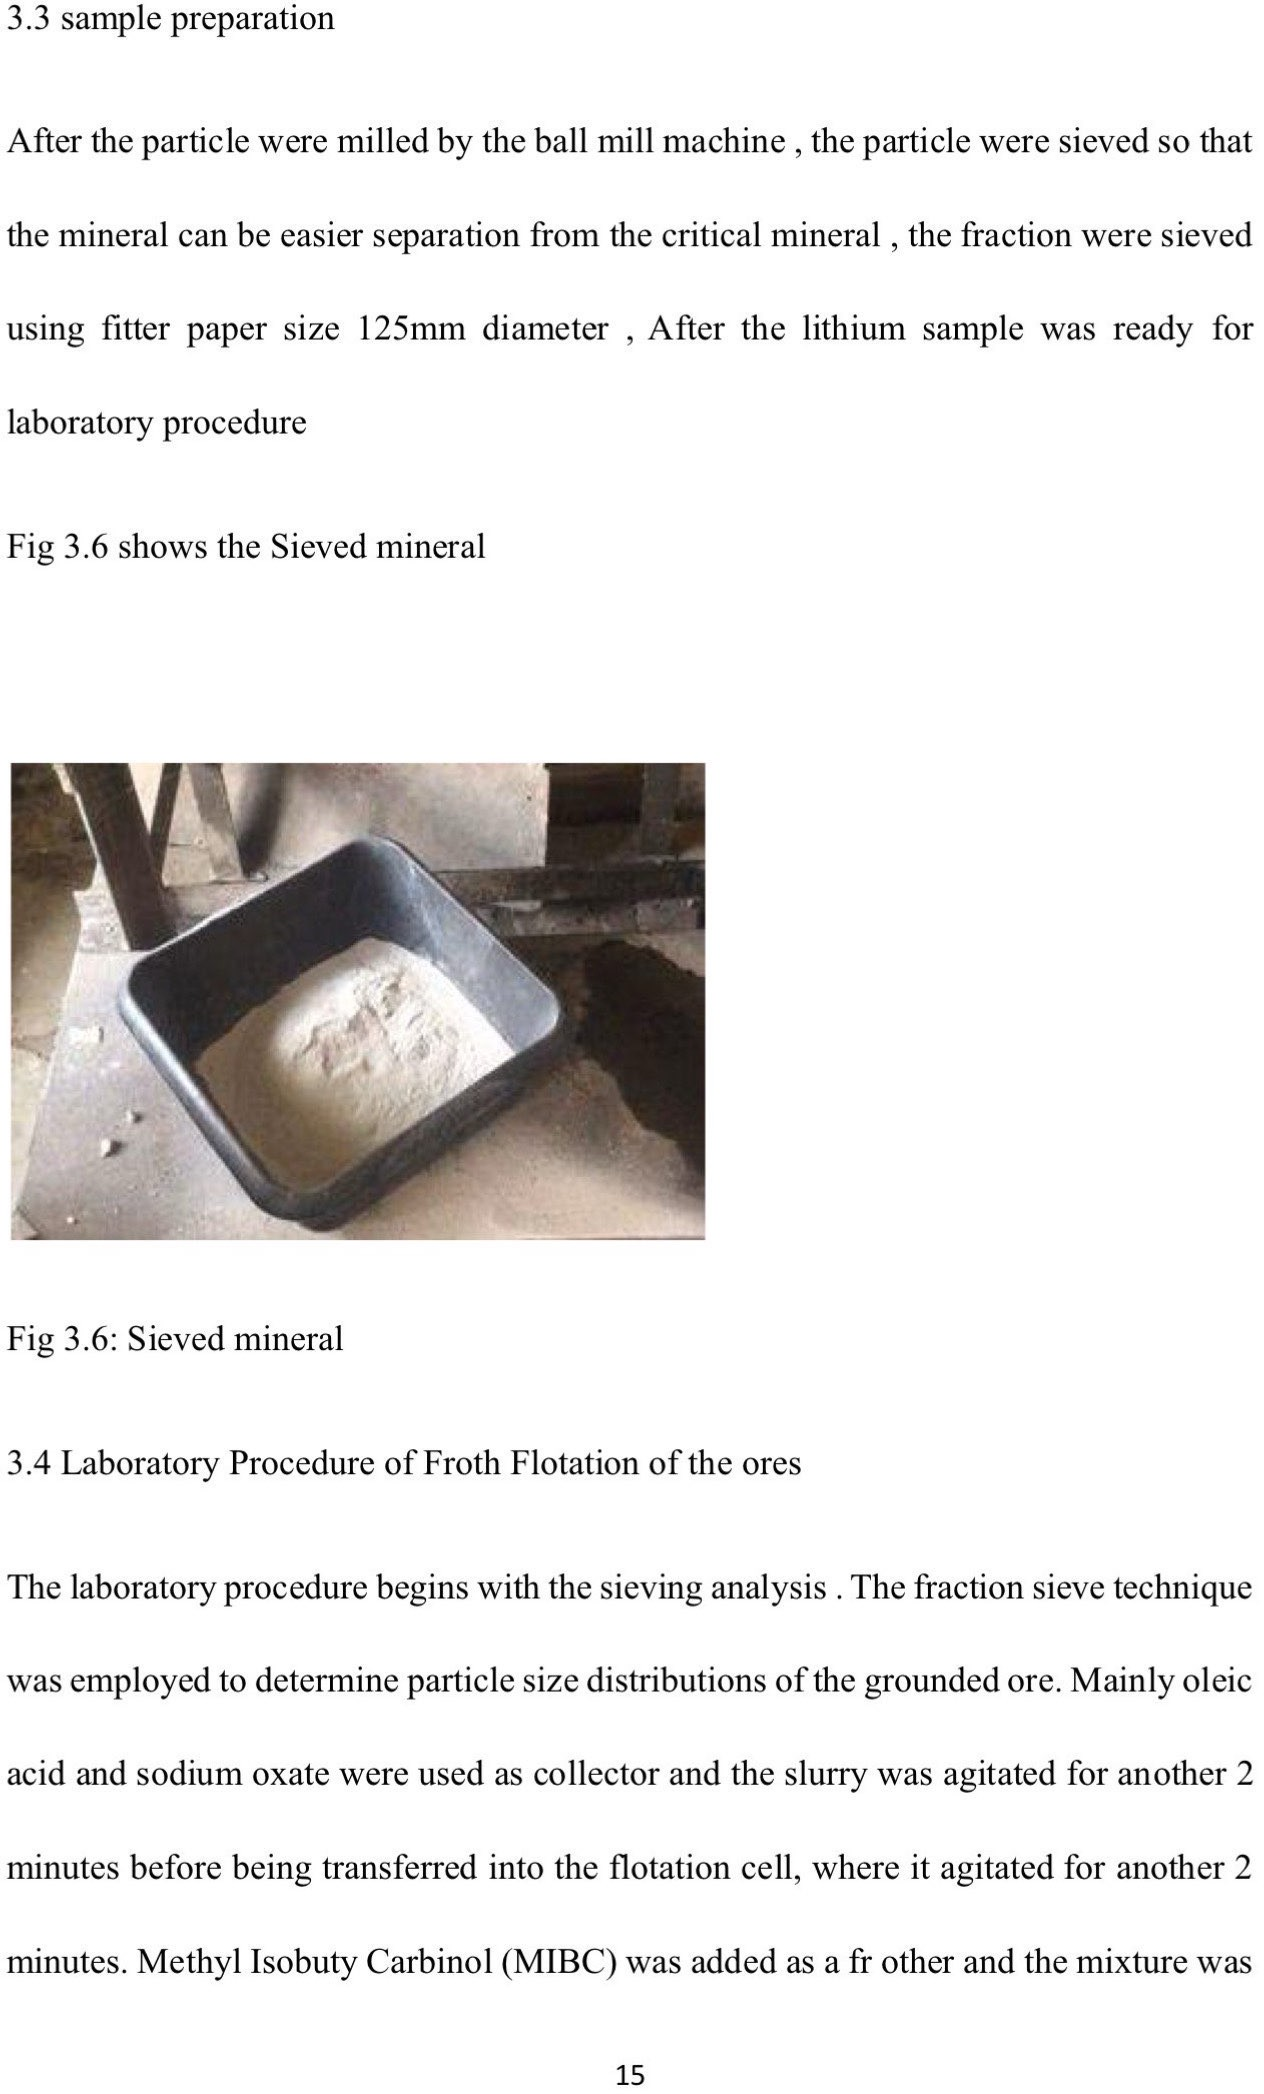 3.3 sample preparation
After the particle were milled by the ball mill machine , the particle were sieved so that
the mineral can be easier separation from the critical mineral , the fraction were sieved
using fitter paper size 125mm diameter , After the lithium sample was ready for
laboratory procedure
Fig 3.6 shows the Sieved mineral
Fig 3.6: Sieved mineral
3.4 Laboratory Procedure of Froth Flotation of the ores
The laboratory procedure begins with the sieving analysis . The fraction sieve technique
was employed to determine particle size distributions of the grounded ore. Mainly oleic
acid and sodium oxate were used as collector and the slurry was agitated for another 2
minutes before being transferred into the flotation cell, where it agitated for another 2
minutes. Methyl Isobuty Carbinol (MIBC) was added as a fr other and the mixture was
15